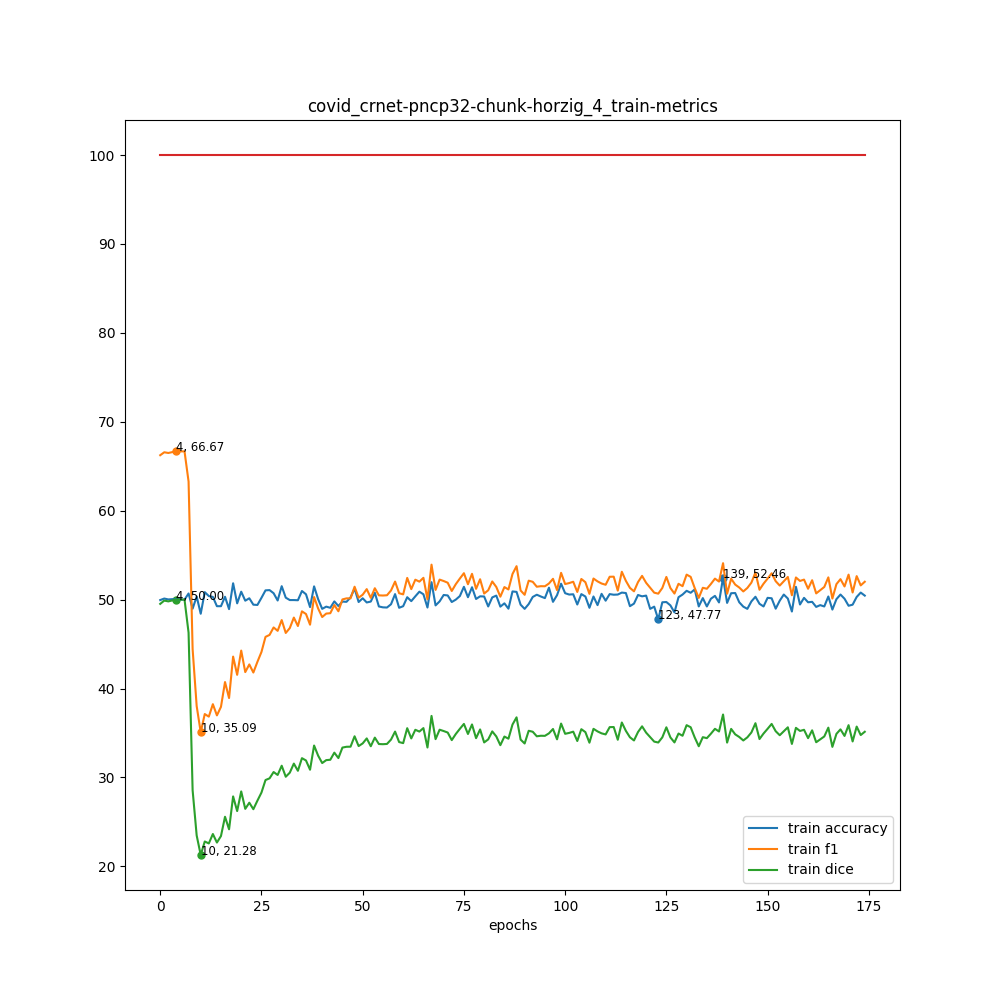 covid_crnet-pncp32-chunk-horzig_4_train-metrics
100
90
80
70
60
50
40
30
20
4, 66.67
4, 50.00
139, 52.46
123, 47.77
10, 35.09
10, 21.28
train accuracy
train f1
train dice
0 25 50 75 100 125 150 175
epochs